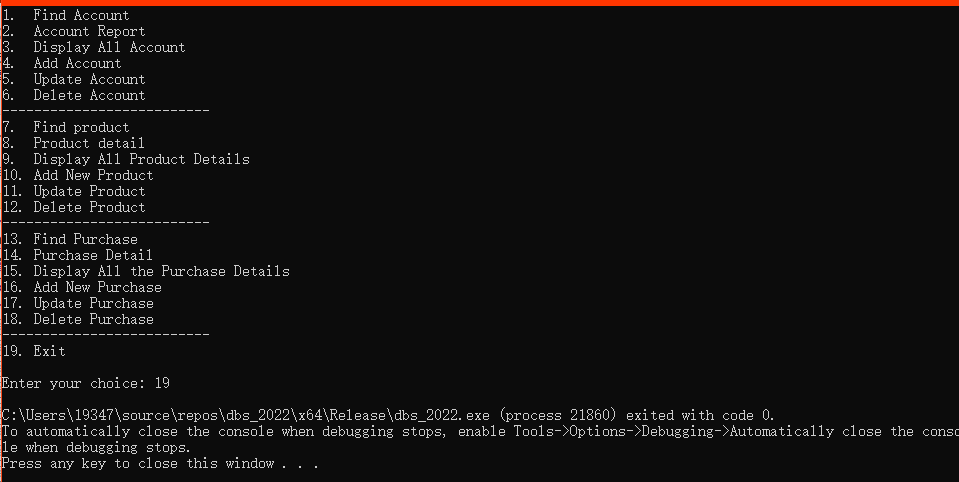 1.  Find Account
2.  Account Report
3.  Display All Account
4.  Add Account
5.  Update Account
6.  Delete Account
--------------------------
7.  Find product
8.  Product detail
9.  Display All Product Details
10. Add New Product
11. Update Product
12. Delete Product
--------------------------
13. Find Purchase
14. Purchase Detail
15. Display All the Purchase Details
16. Add New Purchase
17. Update Purchase
18. Delete Purchase
--------------------------
19. Exit
Enter your choice: 19
C:\Users\19347\source\repos\dbs_2022\x64\Release\dbs_2022.exe (process 21860) exited with code 0.
To automatically close the console when debugging stops, enable Tools->Options->Debugging->Automatically close the conso
le when debugging stops.
Press any key to close this window . . .